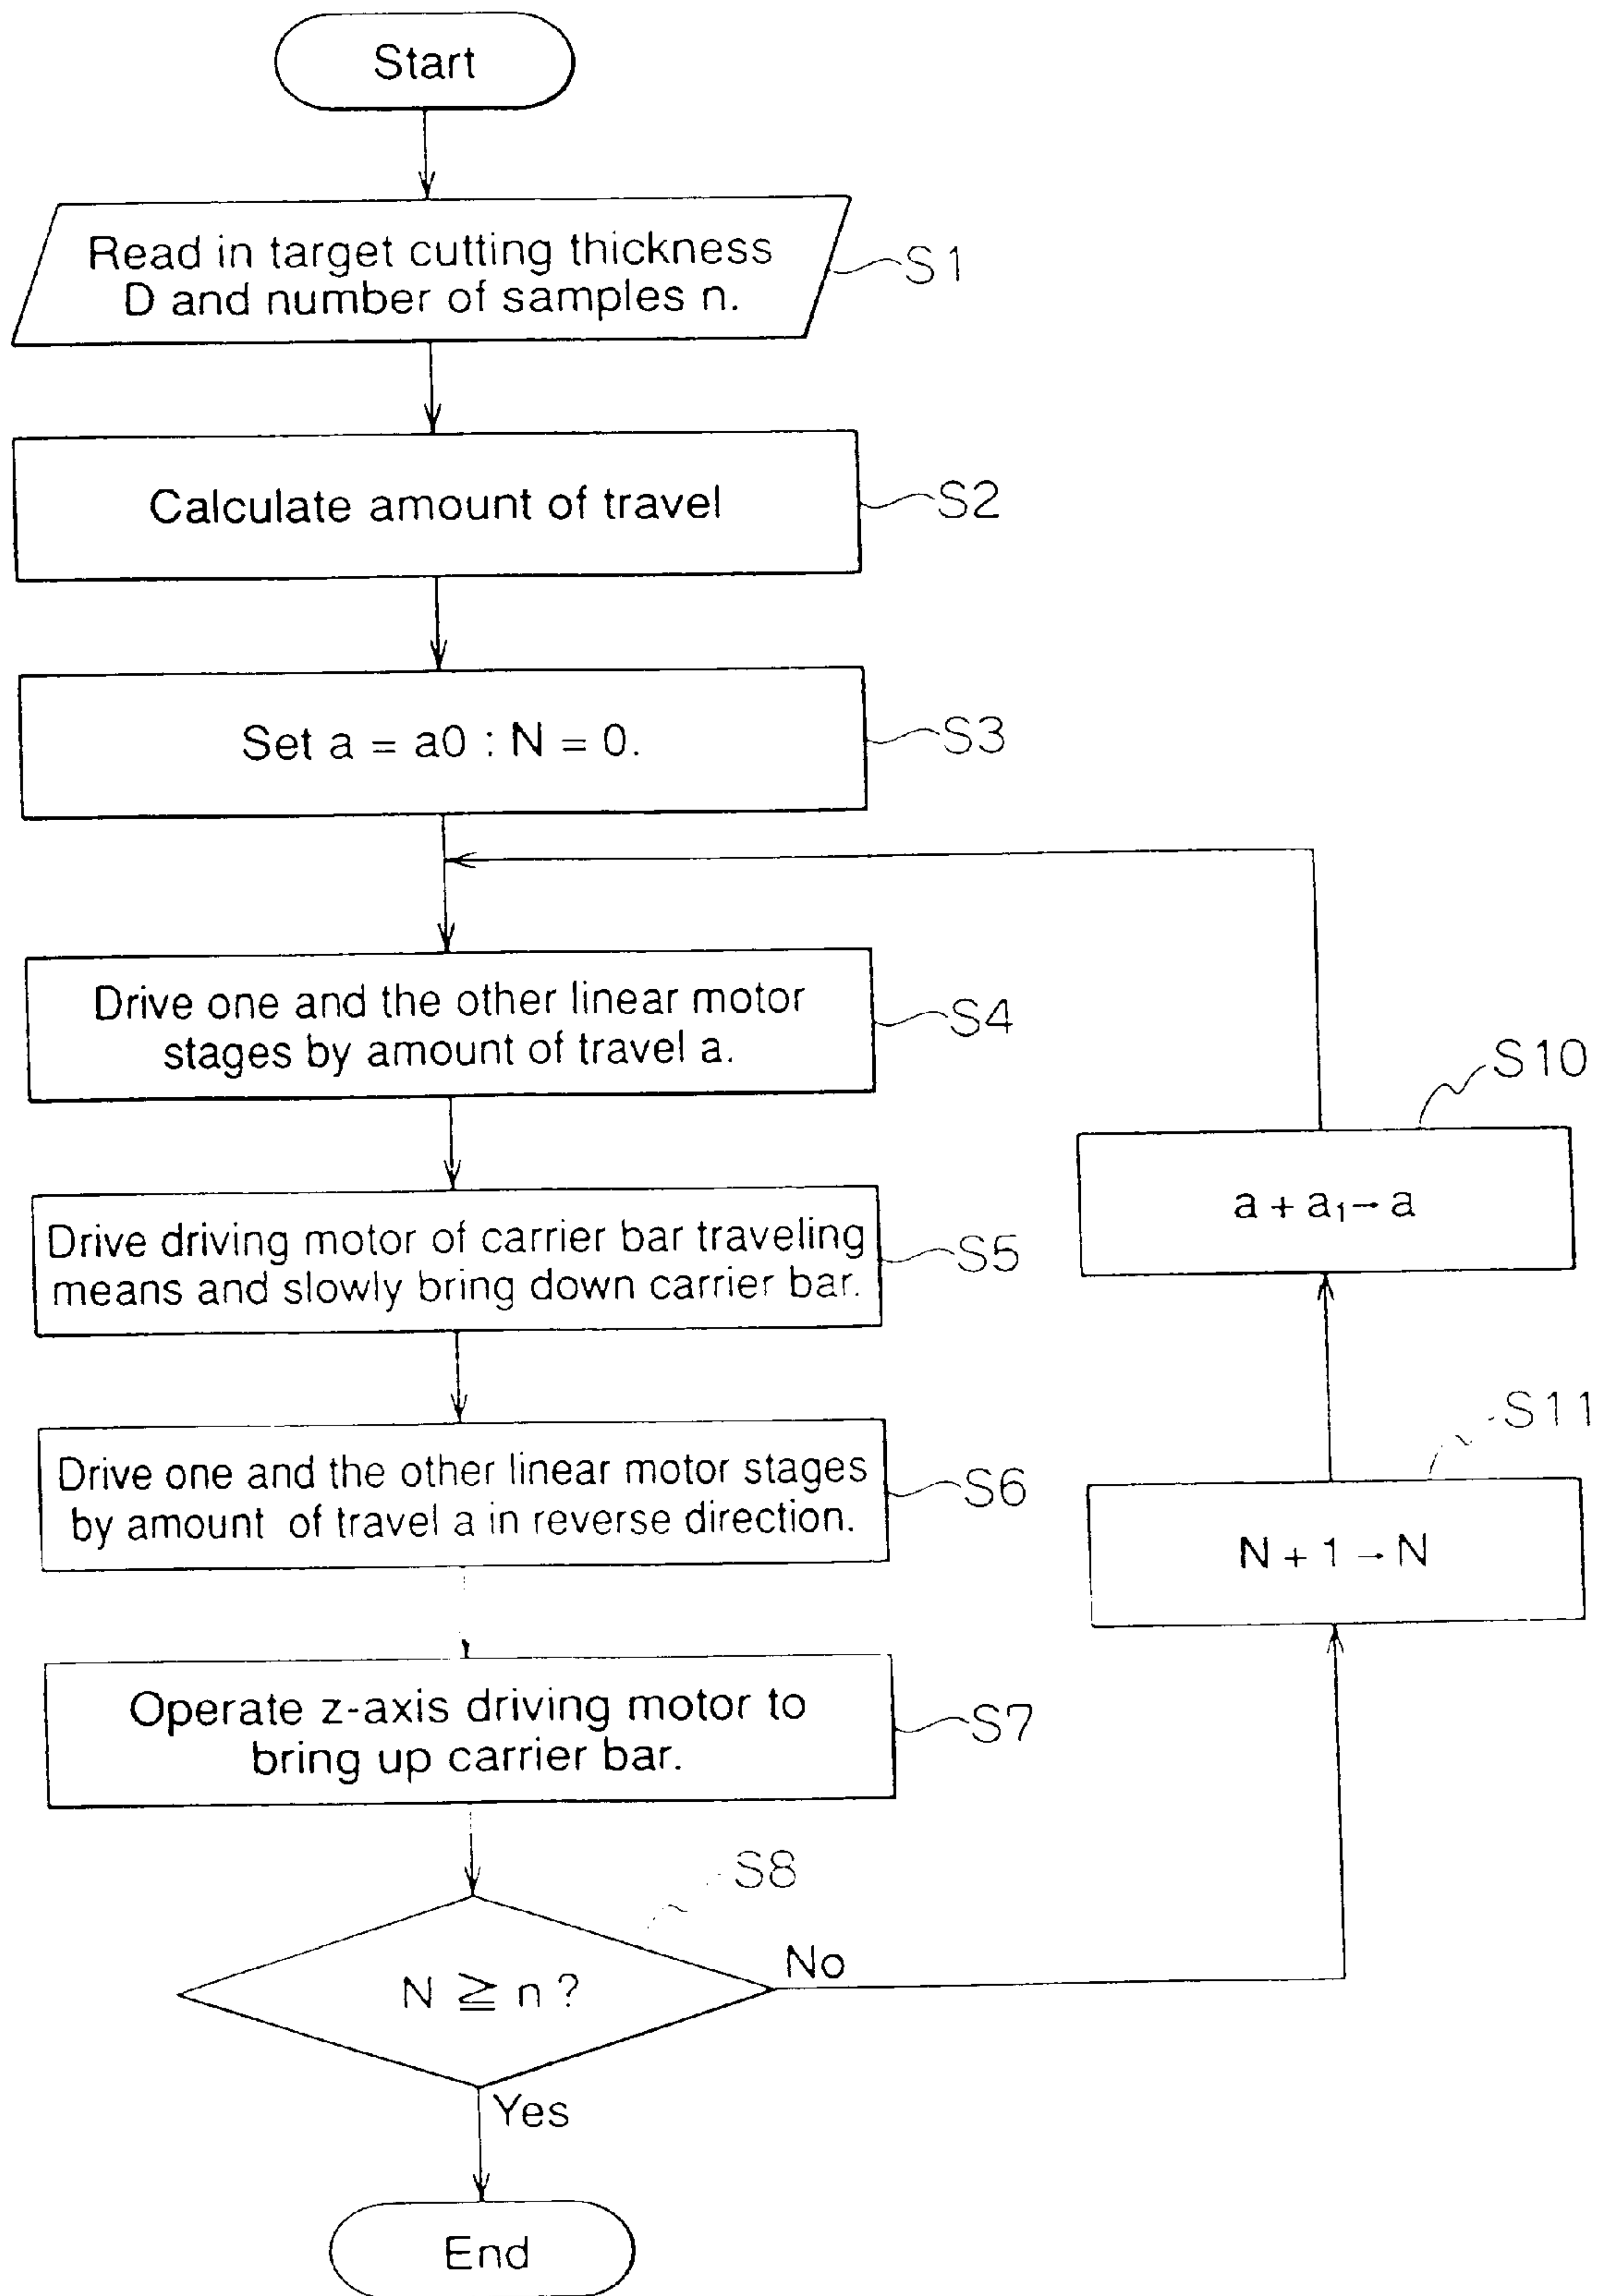 Start
Read in target cutting thickness
D and number of samples n.
S1
Calculate amount of travel
S2
Set a = a0 : N = 0.
S3
Drive one and the other linear motor
stages by amount of travel a.
S4
Drive driving motor of carrier bar traveling
means and slowly bring down carrier bar.
S5
Drive one and the other linear motor stages
by amount of travel a in reverse direction.
S6
Operate z-axis driving motor to
bring up carrier bar.
S7
S8
N ≧ n ?
No
Yes
End
S10
a + a₁→ a
S11
N + 1 → N